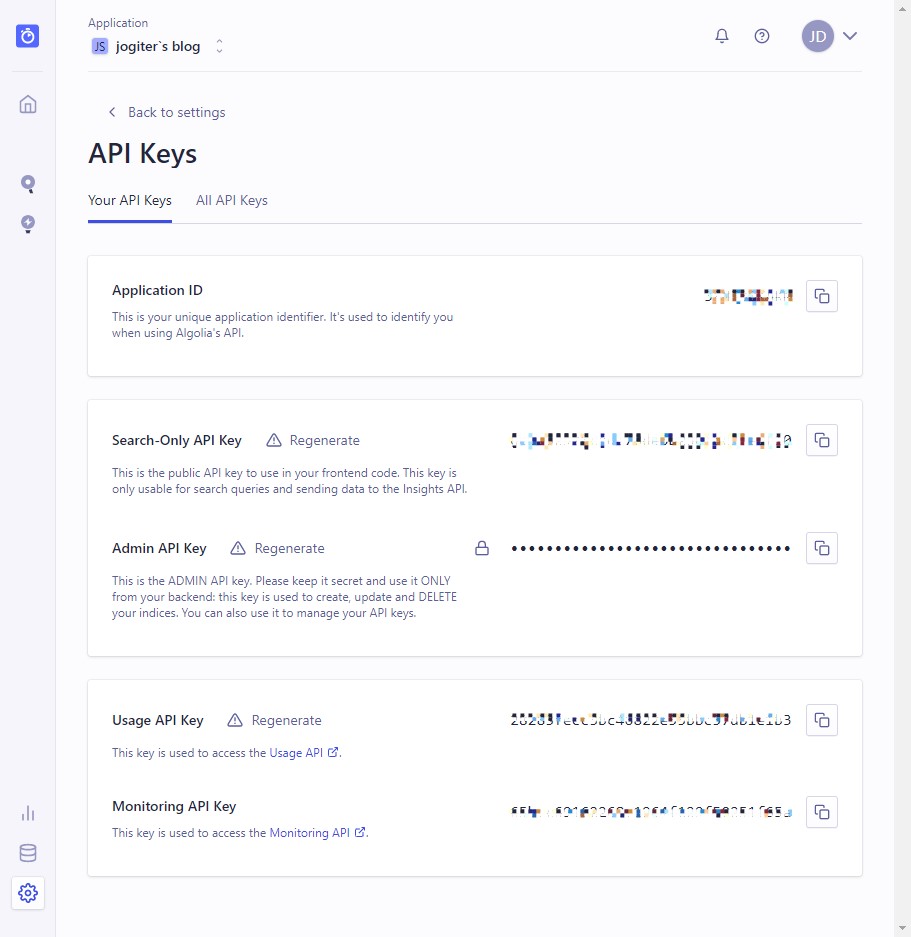 Application
JS jogiter`s blog
JD
Back to settings
API Keys
Your API Keys
All API Keys
Application ID
This is your unique application identifier. It's used to identify you
when using Algolia's API.
Search-Only API Key
Regenerate
This is the public API key to use in your frontend code. This key is
only usable for search queries and sending data to the Insights API.
Admin API Key
Regenerate
••••••••••••••••••••••••••••••••
This is the ADMIN API key. Please keep it secret and use it ONLY
from your backend: this key is used to create, update and DELETE
your indices. You can also use it to manage your API keys.
Usage API Key
Regenerate
This key is used to access the Usage API.
Monitoring API Key
This key is used to access the Monitoring API.